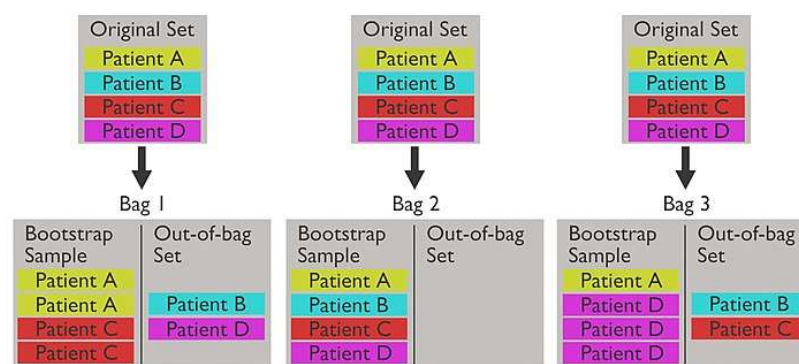 Original Set
Patient A
Patient B
Patient C
Patient D
Original Set
Patient A
Patient B
Patient C
Patient D
Original Set
Patient A
Patient B
Patient C
Patient D
Bag 1
Bootstrap
Sample
Patient A
Patient A
Patient C
Patient C
Out-of-bag
Set
Patient B
Patient D
Bag 2
Bootstrap
Sample
Patient A
Patient B
Patient C
Patient D
Out-of-bag
Set
Bag 3
Bootstrap
Sample
Patient A
Patient D
Patient D
Patient D
Out-of-bag
Set
Patient B
Patient C